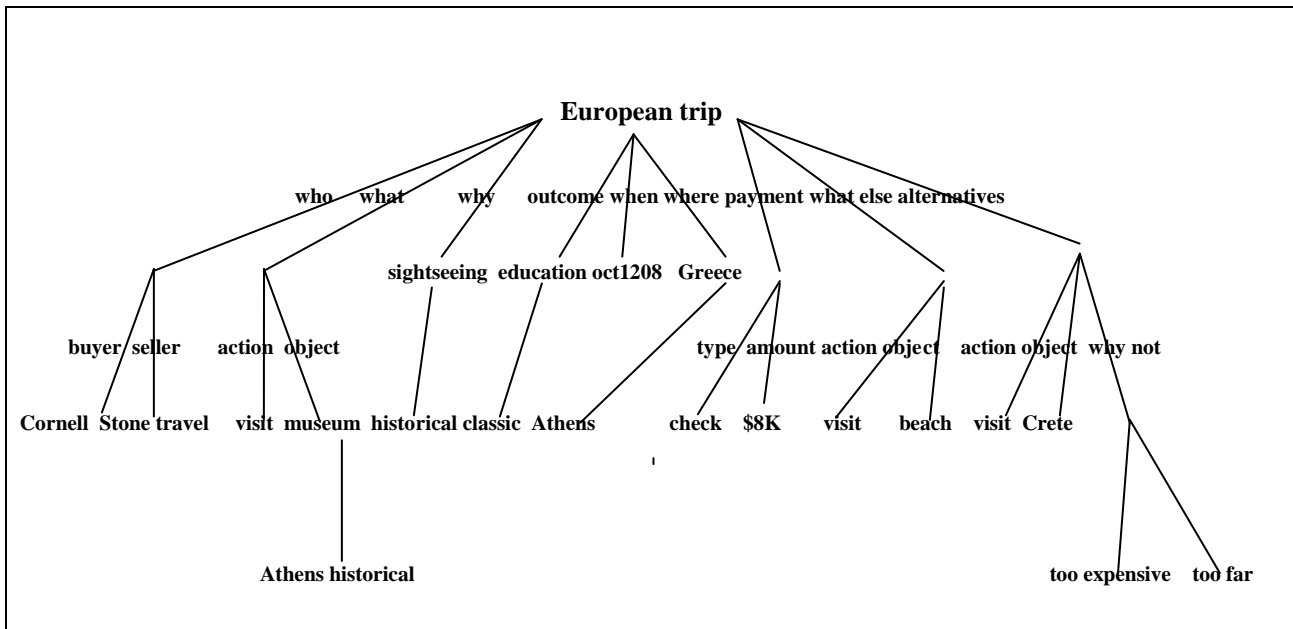 European trip
who what why outcome when where payment what else alternatives
sightseeing education oct1208 Greece
buyer seller action object type amount action object action object why not
Cornell Stone travel visit museum historical classic Athens check $8K visit beach visit Crete
Athens historical too expensive too far